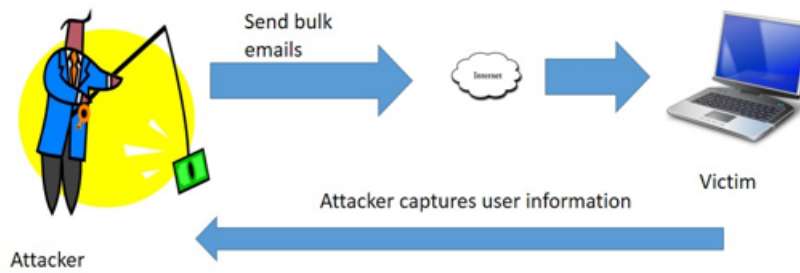 Send bulk
emails
Internet
Victim
Attacker captures user information
Attacker